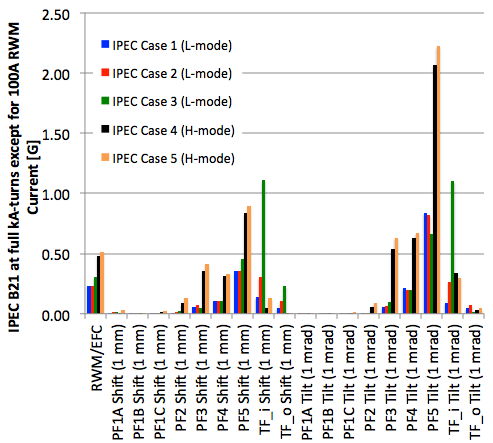 IPEC B21 at full kA-turns except for 100A RWM
Current [G]
2.50
2.00
1.50
1.00
0.50
0.00
IPEC Case 1 (L-mode)
IPEC Case 2 (L-mode)
IPEC Case 3 (L-mode)
IPEC Case 4 (H-mode)
IPEC Case 5 (H-mode)
RWM/EFC
PF1A Shift (1 mm)
PF1B Shift (1 mm)
PF1C Shift (1 mm)
PF2 Shift (1 mm)
PF3 Shift (1 mm)
PF4 Shift (1 mm)
PF5 Shift (1 mm)
TF_i Shift (1 mm)
TF_o Shift (1 mm)
PF1A Tilt (1 mrad)
PF1B Tilt (1 mrad)
PF1C Tilt (1 mrad)
PF2 Tilt (1 mrad)
PF3 Tilt (1 mrad)
PF4 Tilt (1 mrad)
PF5 Tilt (1 mrad)
TF_i Tilt (1 mrad)
TF_o Tilt (1 mrad)